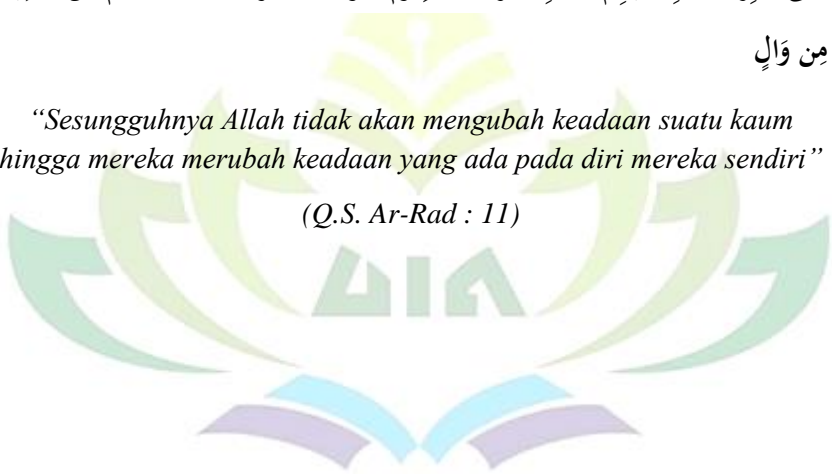 مِن وَالٍ
“Sesungguhnya Allah tidak akan mengubah keadaan suatu kaum
hingga mereka merubah keadaan yang ada pada diri mereka sendiri”
(Q.S. Ar-Rad : 11)
UIN